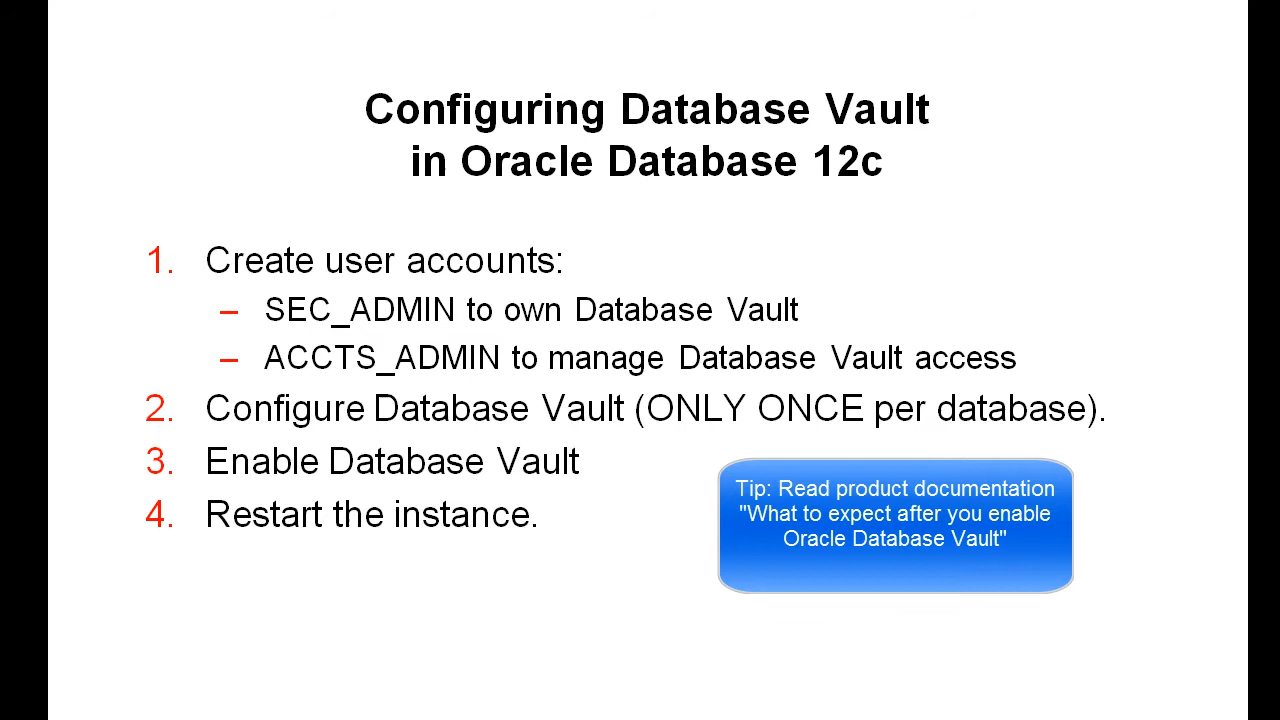 Configuring Database Vault
in Oracle Database 12c
1. Create user accounts:
– SEC_ADMIN to own Database Vault
– ACCTS_ADMIN to manage Database Vault access
2. Configure Database Vault (ONLY ONCE per database).
3. Enable Database Vault
4. Restart the instance.
Tip: Read product documentation
"What to expect after you enable
Oracle Database Vault"